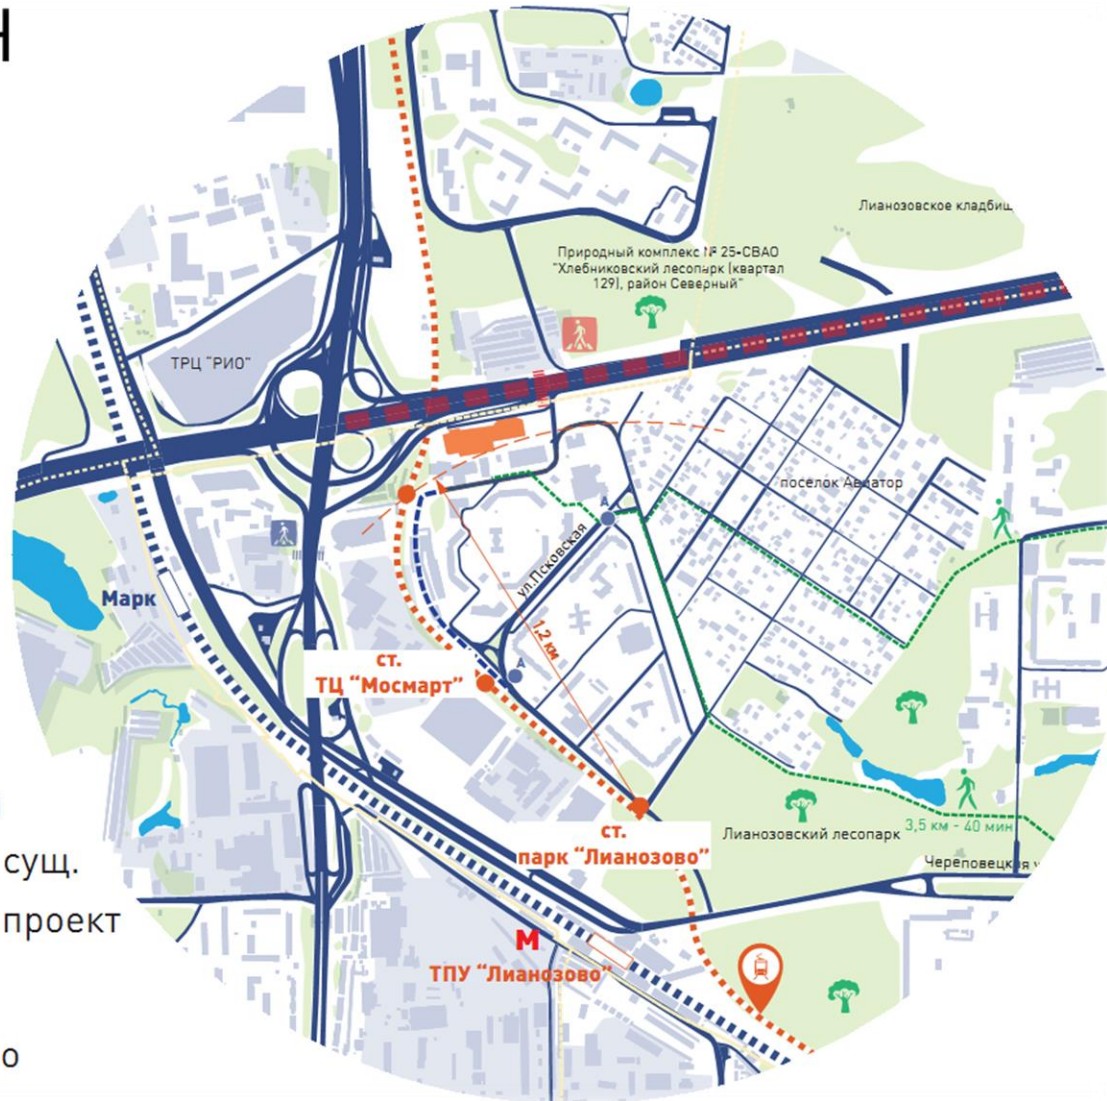 Н
Лианозовское кладбищ
Природный комплекс № 25-СВАО
"Хлебниковский лесопарк (квартал
129), район Северный"
ТРЦ "РИО"
поселок Авиатор
А
ул.Псковская
Марк
1,2 км
ст.
ТЦ "Мосмарт"
А
ст.
парк "Лианозово"
Лианозовский лесопарк
3,5 км - 40 мин
Череповецкая у
сущ.
проект
М
ТПУ "Лианозово"
о